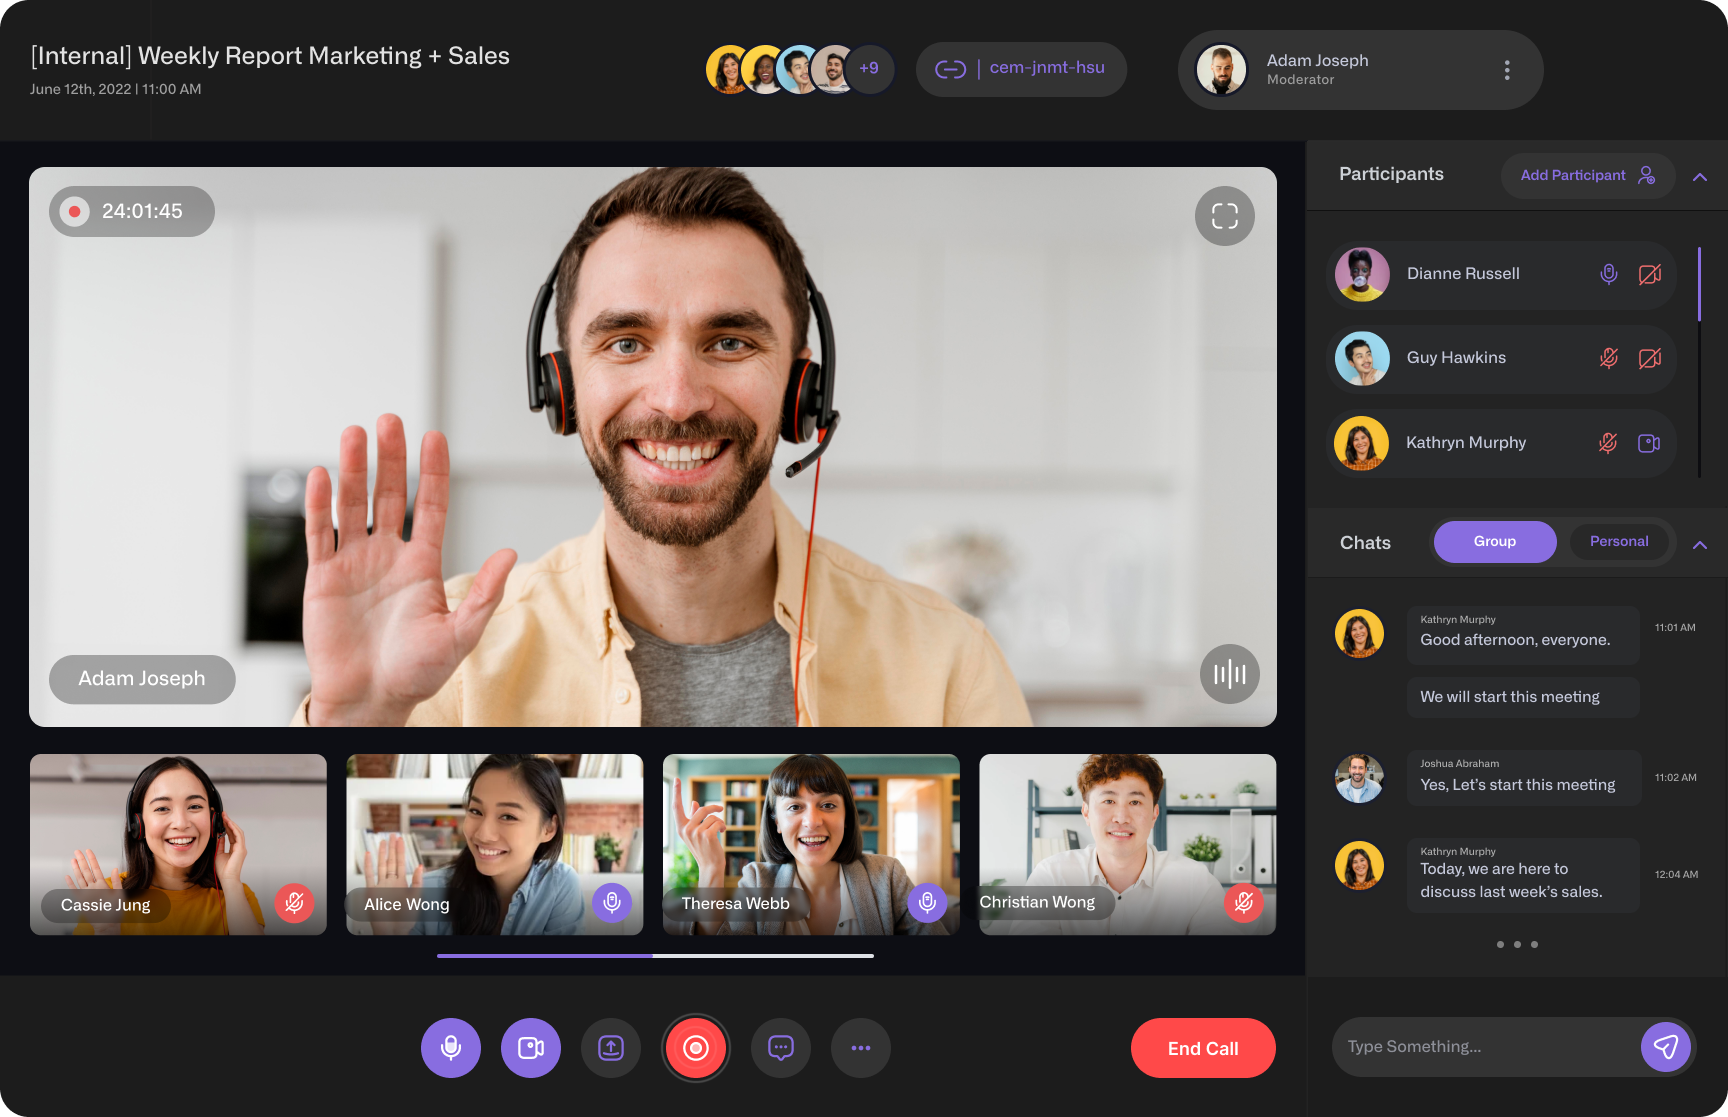 [Internal] Weekly Report Marketing + Sales
June 12th, 2022 | 11:00 AM
+9
| cem-jnmt-hsu
Adam Joseph
Moderator
24:01:45
Adam Joseph
Cassie Jung
Alice Wong
Theresa Webb
Christian Wong
End Call
Participants
Add Participant
Dianne Russell
Guy Hawkins
Kathryn Murphy
Chats
Group
Personal
Kathryn Murphy
Good afternoon, everyone.
11:01 AM
We will start this meeting
Joshua Abraham
Yes, Let's start this meeting
11:02 AM
Kathryn Murphy
Today, we are here to
discuss last week's sales.
12:04 AM
Type Something...